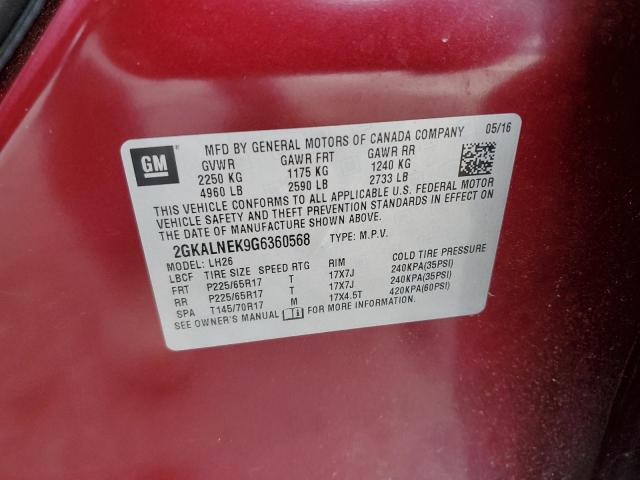 GM
MFD BY GENERAL MOTORS OF CANADA COMPANY 05/16
GVWR GAWR FRT GAWR RR
2250 KG 1175 KG 1240 KG
4960 LB 2590 LB 2733 LB
THIS VEHICLE CONFORMS TO ALL APPLICABLE U.S. FEDERAL MOTOR
VEHICLE SAFETY AND THEFT PREVENTION STANDARDS IN EFFECT ON
THE DATE OF MANUFACTURE SHOWN ABOVE.
2GKALNEK9G6360568 TYPE: M.P.V.
MODEL: LH26
LBCF TIRE SIZE SPEED RTG RIM COLD TIRE PRESSURE
FRT P225/65R17 T 17X7J 240KPA(35PSI)
RR P225/65R17 T 17X7J 240KPA(35PSI)
SPA T145/70R17 M 17X4.5T 420KPA(60PSI)
SEE OWNER'S MANUAL FOR MORE INFORMATION.